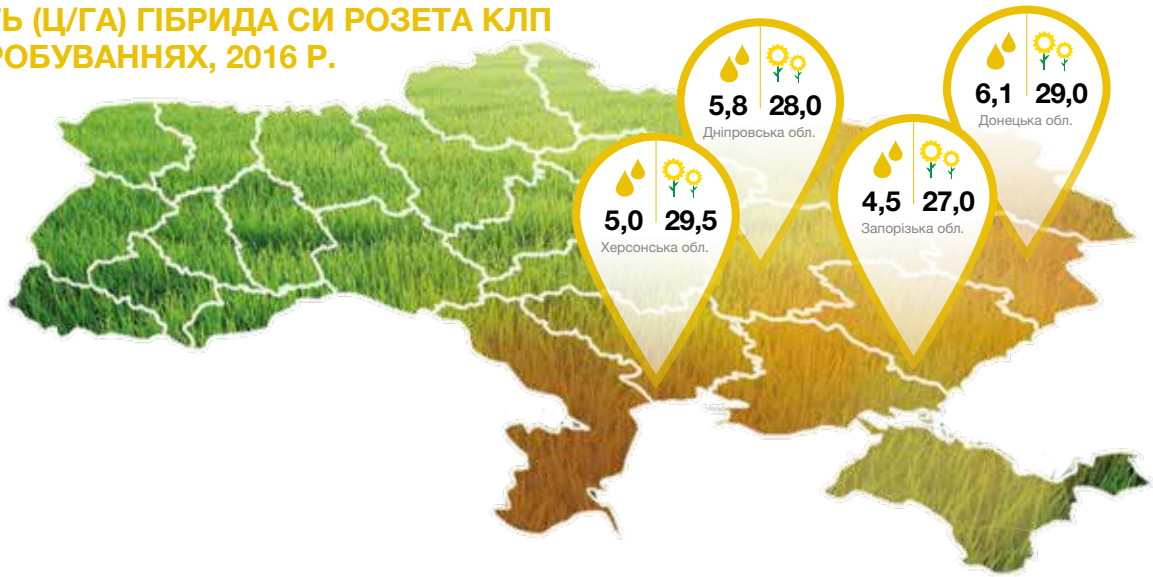 (Ц/ГА) ГІБРИДА СИ РОЗЕТА КЛП
2016 Р.
5,8 28,0
Дніпровська обл.
6,1 29,0
Донецька обл.
5,0 29,5
Херсонська обл.
4,5 27,0
Запорізька обл.